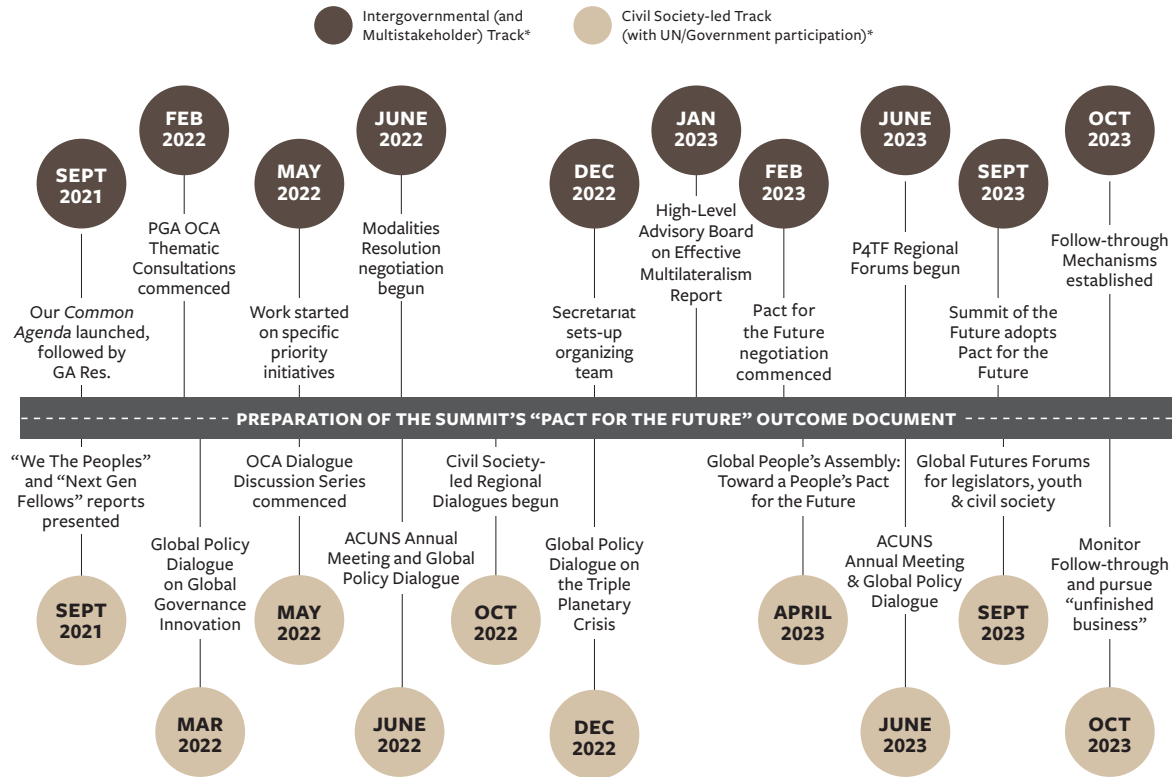 Intergovernmental (and
Multistakeholder) Track*
Civil Society-led Track
(with UN/Government participation)*
SEPT
2021
Our Common
Agenda launched,
followed by
GA Res.
FEB
2022
PGA OCA
Thematic
Consultations
commenced
MAY
2022
Work started
on specific
priority
initiatives
JUNE
2022
Modalities
Resolution
negotiation
begun
DEC
2022
Secretariat
sets-up
organizing
team
JAN
2023
High-Level
Advisory Board
on Effective
Multilateralism
Report
FEB
2023
Pact for
the Future
negotiation
commenced
JUNE
2023
P4TF Regional
Forums begun
SEPT
2023
Summit of the
Future adopts
Pact for the
Future
OCT
2023
Follow-through
Mechanisms
established
PREPARATION OF THE SUMMIT'S “PACT FOR THE FUTURE” OUTCOME DOCUMENT
“We The Peoples”
and “Next Gen
Fellows” reports
presented
SEPT
2021
Global Policy
Dialogue
on Global
Governance
Innovation
MAR
2022
OCA Dialogue
Discussion Series
commenced
MAY
2022
ACUNS Annual
Meeting and Global
Policy Dialogue
JUNE
2022
Civil Society-
led Regional
Dialogues begun
OCT
2022
Global Policy
Dialogue on
the Triple
Planetary
Crisis
DEC
2022
Global People’s Assembly:
Toward a People’s Pact
for the Future
APRIL
2023
ACUNS
Annual Meeting
& Global Policy
Dialogue
JUNE
2023
Global Futures Forums
for legislators, youth
& civil society
SEPT
2023
Monitor
Follow-through
and pursue
“unfinished
business”
OCT
2023